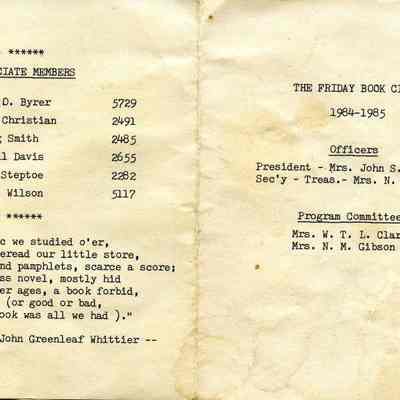 ******
CIATE MEMBERS
D. Byrer 5729
Christian 2491
Smith 2485
l Davis 2655
Steptoe 2282
Wilson 5117
******
c we studied o'er,
eread our little store,
nd pamphlets, scarce a score;
ss novel, mostly hid
er ages, a book forbid,
(or good or bad,
ook was all we had )."
John Greenleaf Whittier --
THE FRIDAY BOOK C
1984-1985
Officers
President - Mrs. John S.
Sec'y - Treas.- Mrs. N.
Program Committee
Mrs. W. T. L. Clar
Mrs. N. M. Gibson